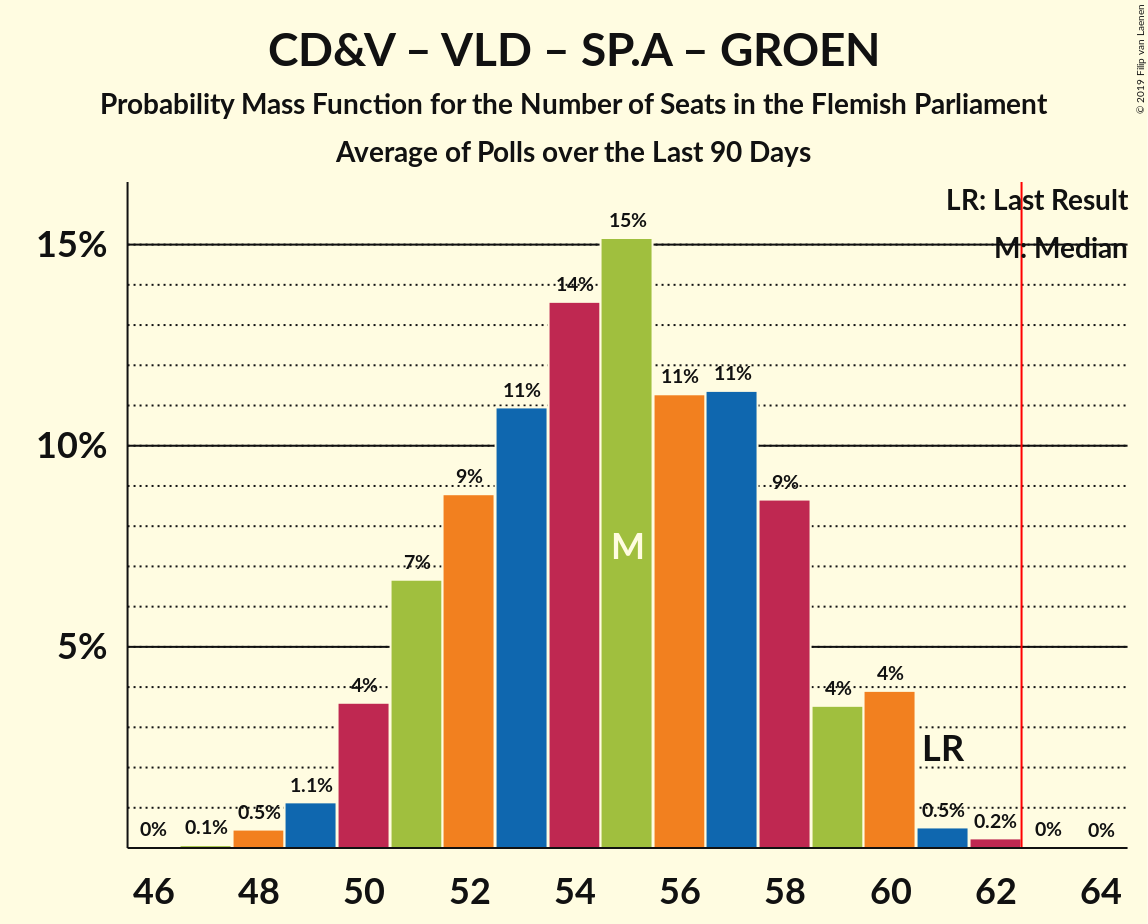 CD&V – VLD – SP.A – GROEN
Probability Mass Function for the Number of Seats in the Flemish Parliament
Average of Polls over the Last 90 Days
© 2019 Filip van Laenen
LR: Last Result
M: Median
15%
10%
5%
0%
0.1%
0.5%
1.1%
4%
7%
9%
11%
14%
15%
11%
11%
9%
4%
4%
0.5%
0.2%
0%
0%
M
LR
46 48 50 52 54 56 58 60 62 64